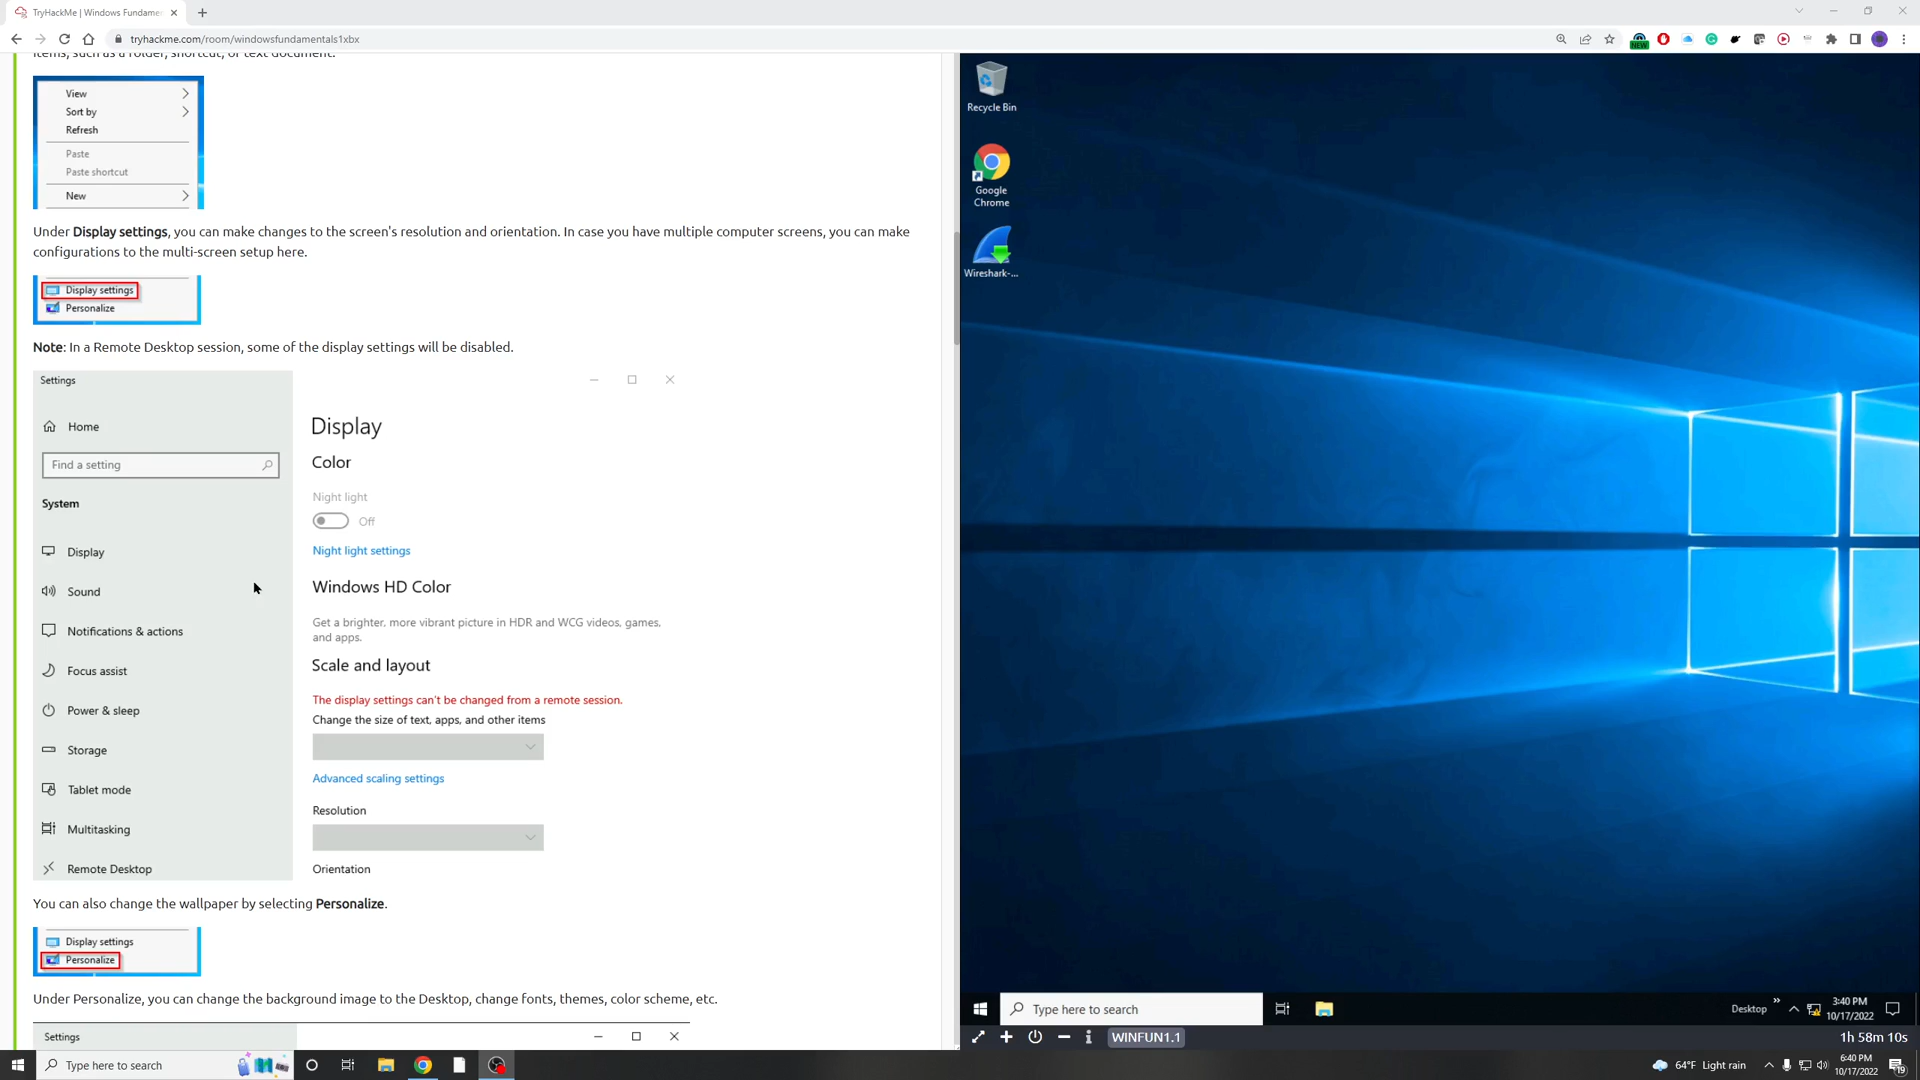 TryHackMe | Windows Fundame
tryhackme.com/room/windowsfundamentals1xbx
NEW
items, such as a folder, shortcut, or text document.
View
Sort by
Refresh
Paste
Paste shortcut
New
Under Display settings, you can make changes to the screen's resolution and orientation. In case you have multiple computer screens, you can make
configurations to the multi-screen setup here.
Display settings
Personalize
Note: In a Remote Desktop session, some of the display settings will be disabled.
Settings
Home
Find a setting
System
Display
Sound
Notifications & actions
Focus assist
Power & sleep
Storage
Tablet mode
Multitasking
Remote Desktop
Display
Color
Night light
Off
Night light settings
Windows HD Color
Get a brighter, more vibrant picture in HDR and WCG videos, games,
and apps.
Scale and layout
The display settings can't be changed from a remote session.
Change the size of text, apps, and other items
Advanced scaling settings
Resolution
Orientation
You can also change the wallpaper by selecting Personalize.
Display settings
Personalize
Under Personalize, you can change the background image to the Desktop, change fonts, themes, color scheme, etc.
Settings
Recycle Bin
Google
Chrome
Wireshark-...
Type here to search
Desktop
3:40 PM
10/17/2022
WINFUN1.1
1h 58m 10s
Type here to search
64°F Light rain
6:40 PM
10/17/2022
19